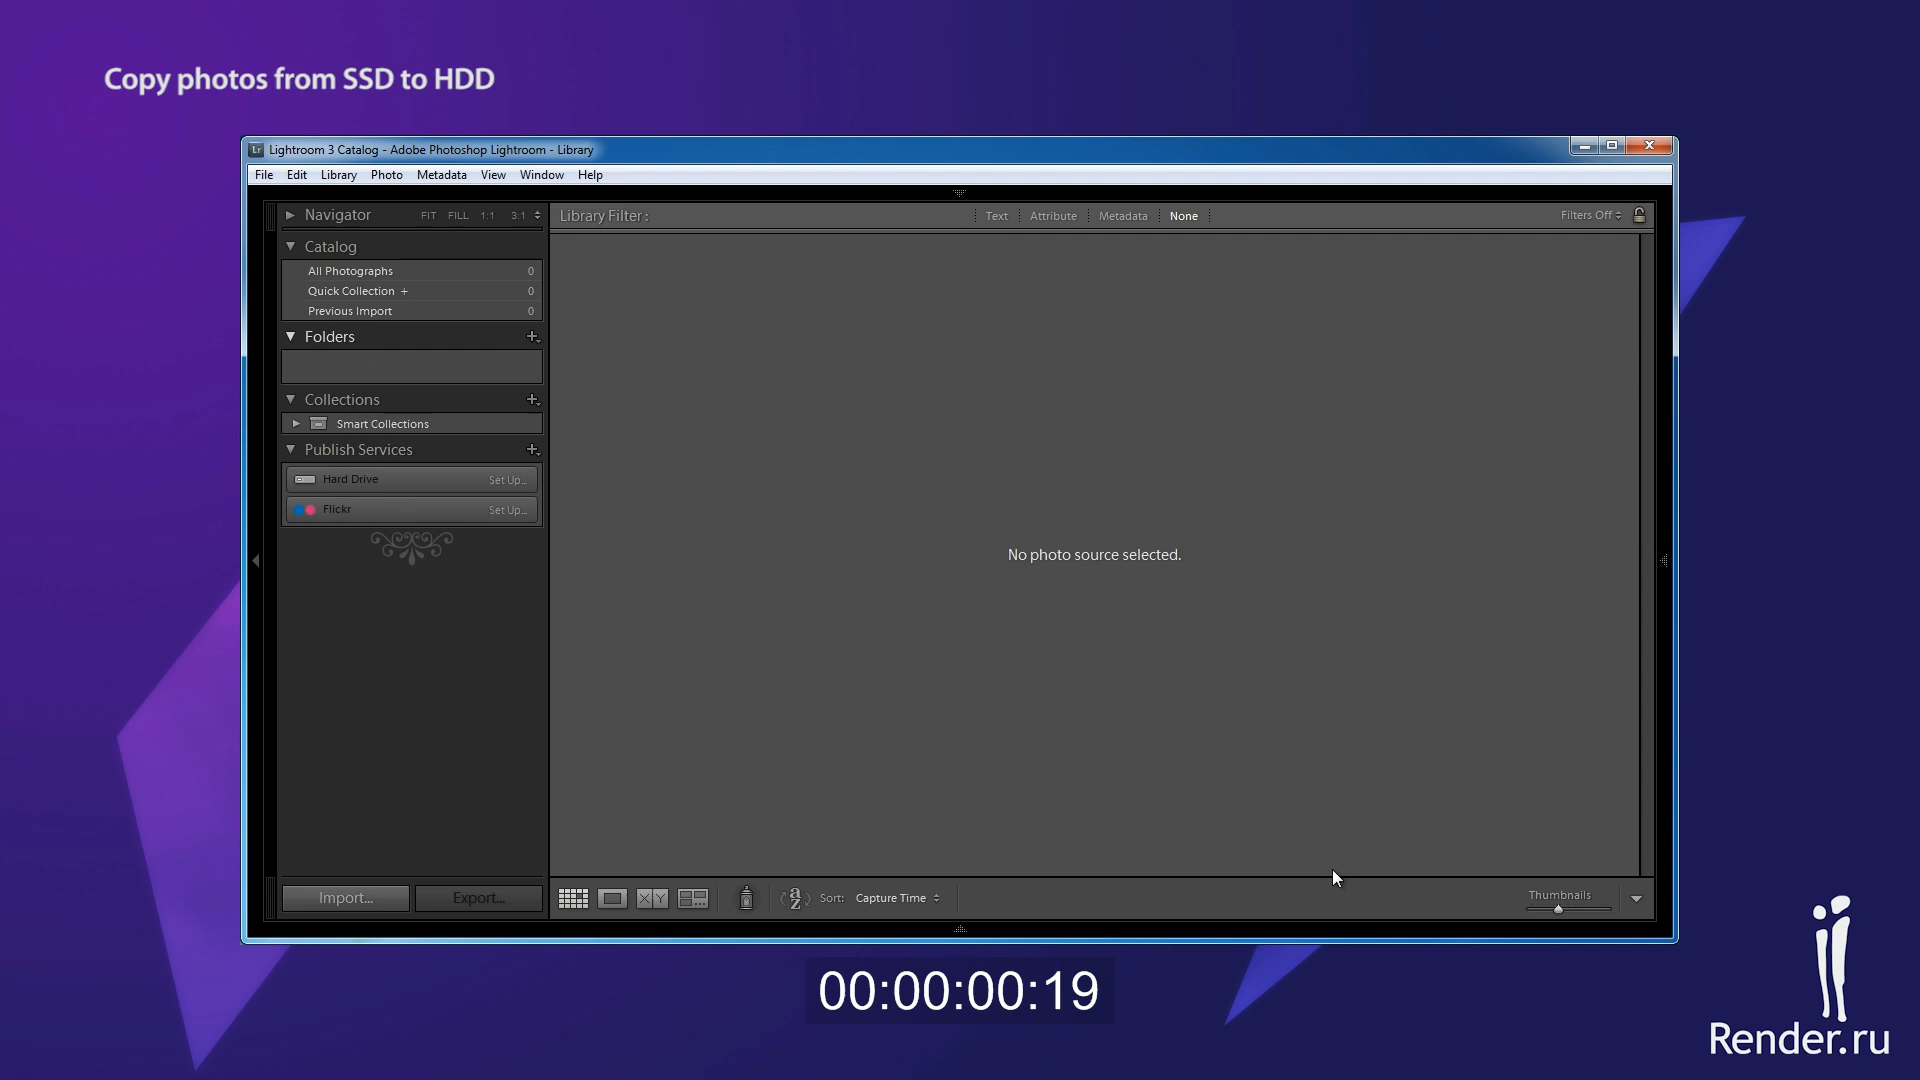 Copy photos from SSD to HDD
Lr Lightroom 3 Catalog - Adobe Photoshop Lightroom - Library
File Edit Library Photo Metadata View Window Help
Navigator FIT FILL 1:1 3:1
Library Filter : Text Attribute Metadata None Filters Off
Catalog
All Photographs 0
Quick Collection + 0
Previous Import 0
Folders
Collections
Smart Collections
Publish Services
Hard Drive Set Up...
Flickr Set Up...
No photo source selected.
Import... Export... XY a z Sort: Capture Time Thumbnails
00:00:00:19
Render.ru